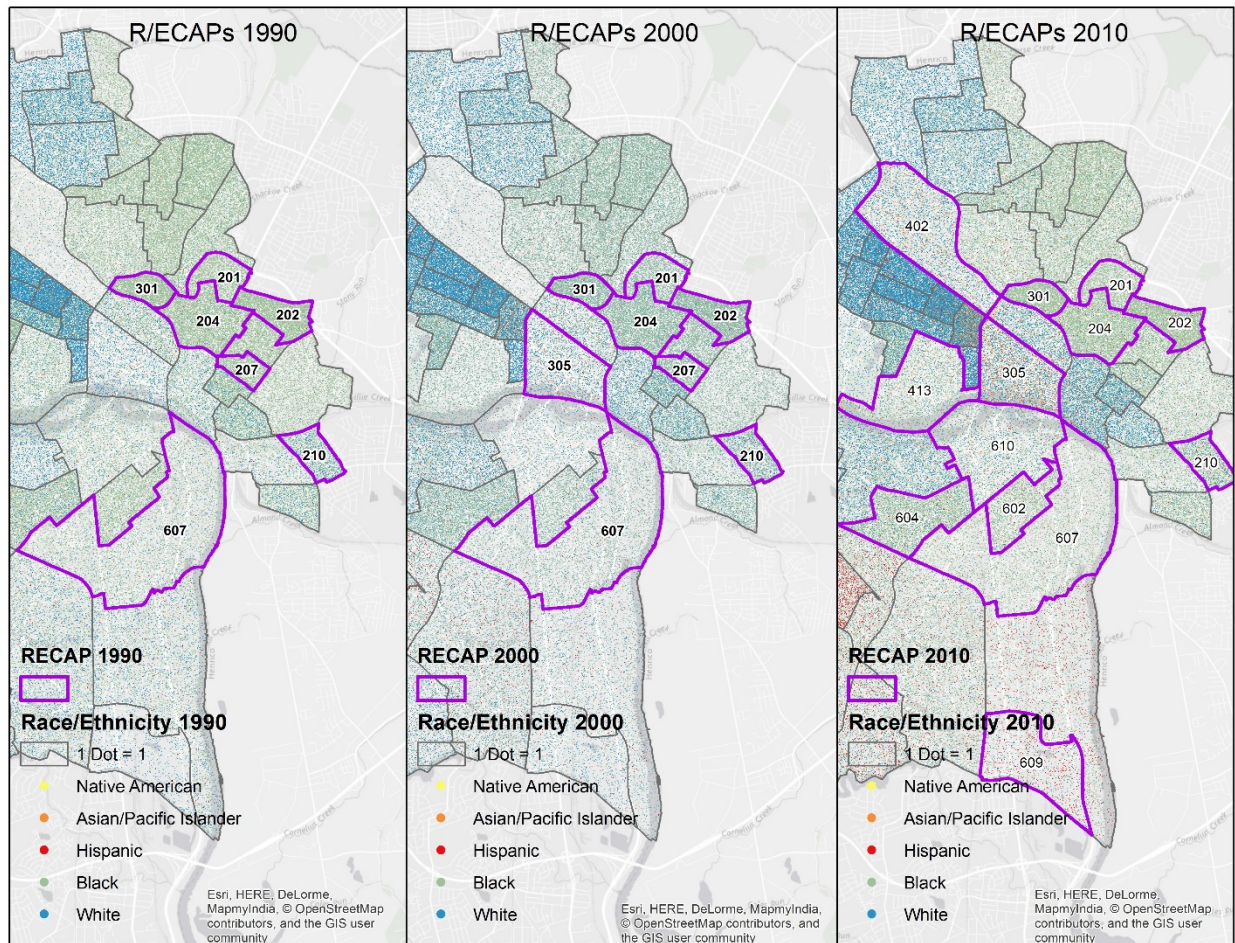 R/ECAPs 1990
Henrico
301
201
204
202
207
210
607
Henrico
RECAP 1990
Race/Ethnicity 1990
1 Dot = 1
Native American
Asian/Pacific Islander
Hispanic
Black
White
Esri, HERE, DeLorme,
MapmyIndia, © OpenStreetMap
contributors, and the GIS user
community
R/ECAPs 2000
301
201
204
202
305
207
210
607
Henrico
RECAP 2000
Race/Ethnicity 2000
1 Dot = 1
Native American
Asian/Pacific Islander
Hispanic
Black
White
Cornelius Creek
Esri, HERE, DeLorme, MapmyIndia,
© OpenStreetMap contributors, and
the GIS user community
R/ECAPs 2010
Henrico
402
201
301
204
202
305
413
610
210
604
602
607
RECAP 2010
Race/Ethnicity 2010
1 Dot = 1
609
Native American
Asian/Pacific Islander
Hispanic
Black
White
Esri, HERE, DeLorme,
MapmyIndia, © OpenStreetMap
contributors, and the GIS user
community